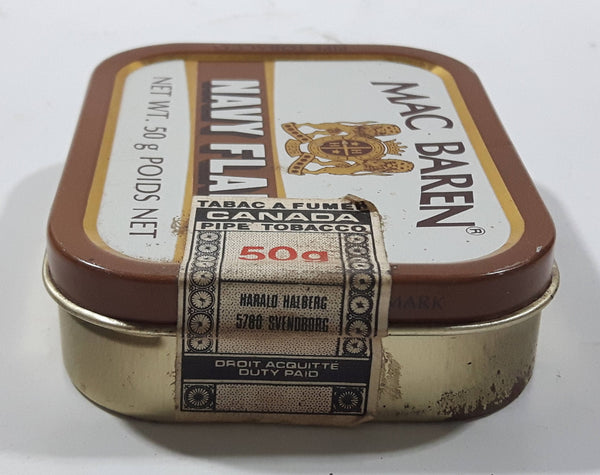 MAC BAREN®
NAVY FLA
NET WT. 50 g POIDS NET
TABAC A FUMER
CANADA
PIPE TOBACCO
50g
HARALD HALBERG
5700 SVENDBORG
DROIT ACQUITTE
DUTY PAID
MARK